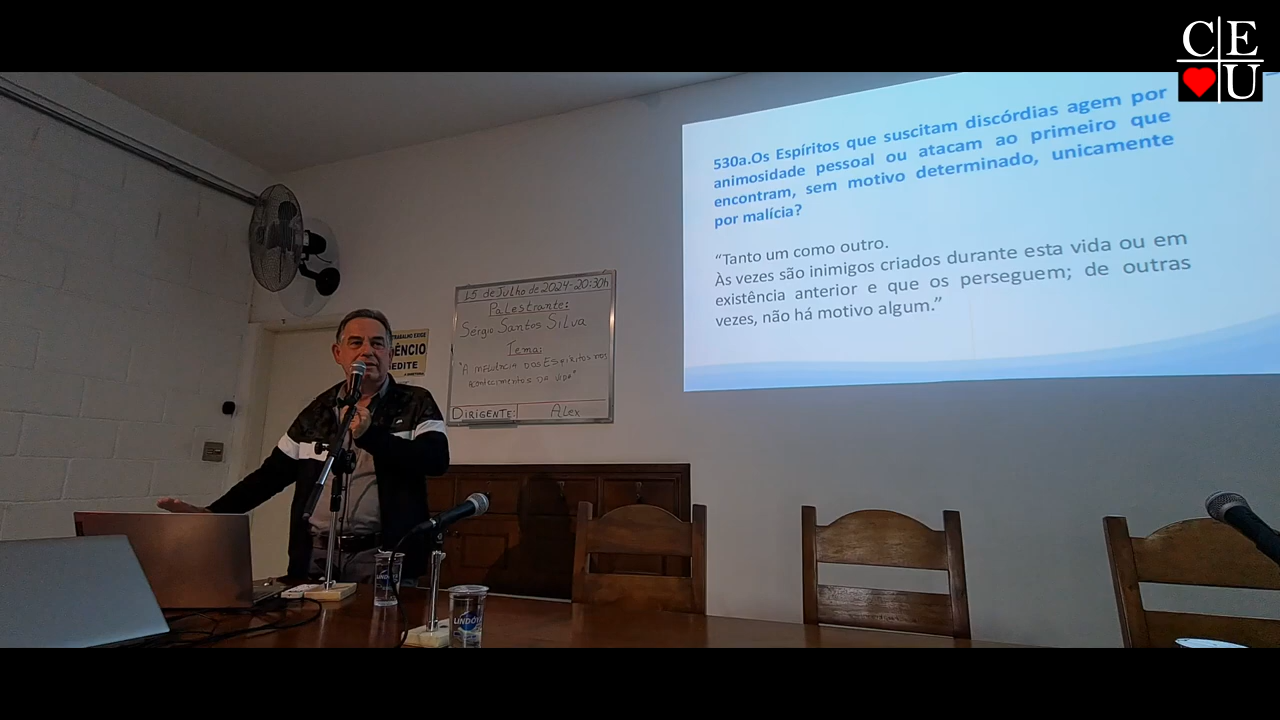 CE
U
530a.Os Espíritos que suscitam discórdias agem por
animosidade pessoal ou atacam ao primeiro que
encontram, sem motivo determinado, unicamente
por malícia?
“Tanto um como outro.
Às vezes são inimigos criados durante esta vida ou em
existência anterior e que os perseguem; de outras
vezes, não há motivo algum.”
15 de Julho de 2024-20:30h
Palestrante:
Sérgio Santos Silva
Tema:
"A influência dos Espíritos nos
acontecimentos da vida"
Dirigente: Alex
TRABALHO EXIGE
ÊNCIO
EDITE
LINDOYA